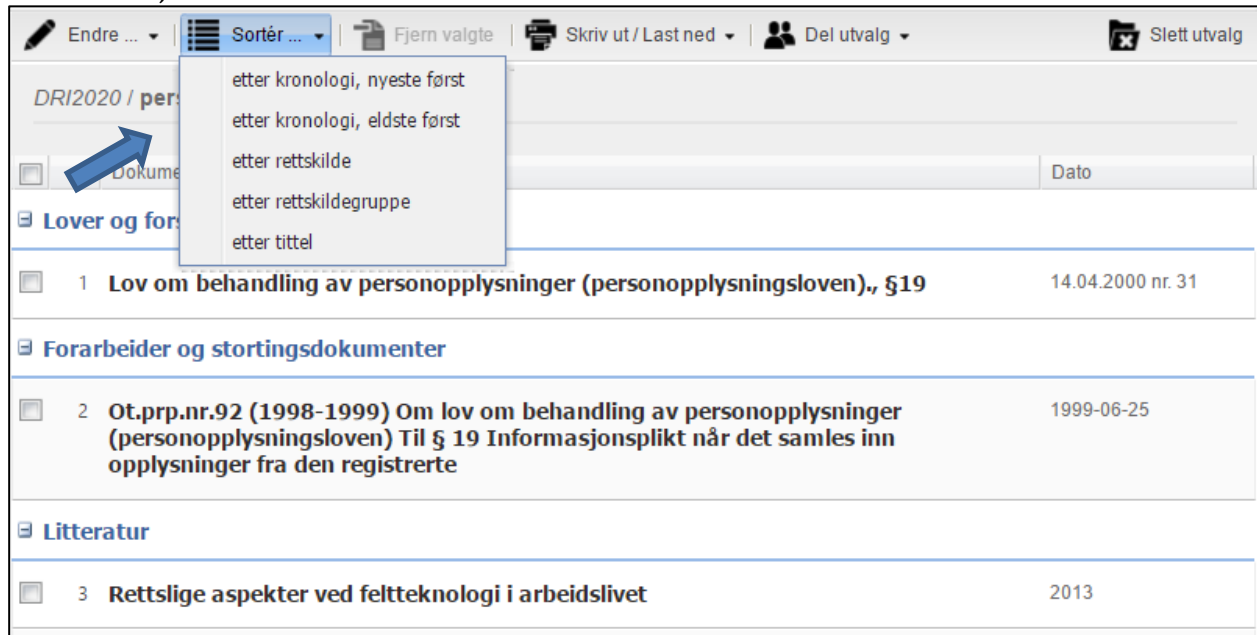 Endre ... Sortér ... Fjern valgte Skriv ut / Last ned Del utvalg Slett utvalg
etter kronologi, nyeste først
DRI2020 / pers
etter kronologi, eldste først
etter rettskilde
Dokume Dato
etter rettskildegruppe
Lover og fors
etter tittel
1 Lov om behandling av personopplysninger (personopplysningsloven)., §19 14.04.2000 nr. 31
Forarbeider og stortingsdokumenter
2 Ot.prp.nr.92 (1998-1999) Om lov om behandling av personopplysninger 1999-06-25
(personopplysningsloven) Til § 19 Informasjonsplikt når det samles inn
opplysninger fra den registrerte
Litteratur
3 Rettslige aspekter ved feltteknologi i arbeidslivet 2013